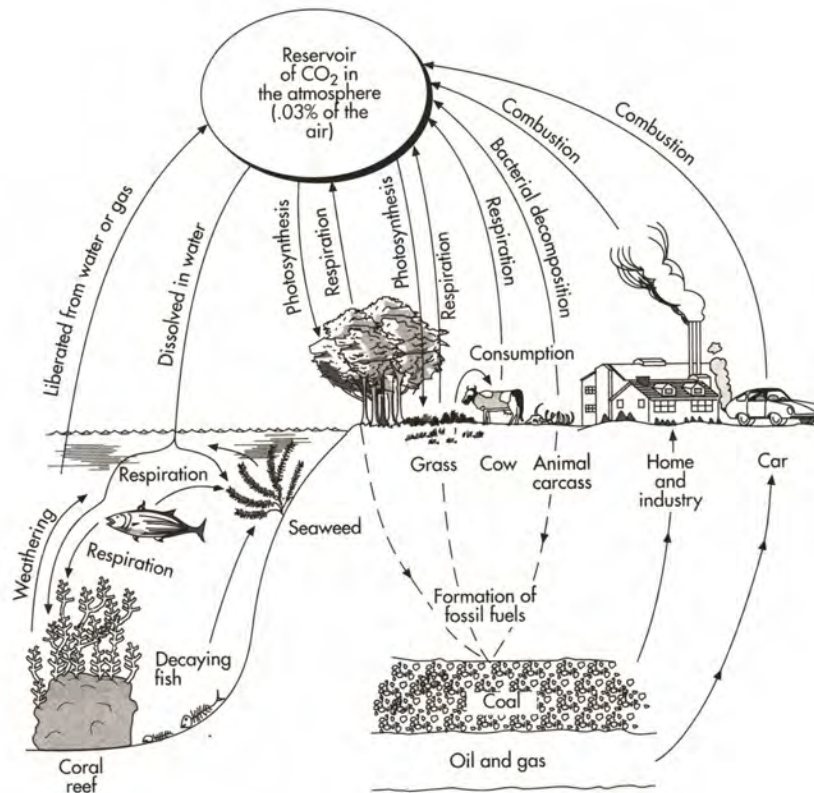 Reservoir
of CO₂ in
the atmosphere
(.03% of the
air)
Combustion
Combustion
Bacterial decomposition
Respiration
Respiration
Photosynthesis
Respiration
Photosynthesis
Dissolved in water
Liberated from water or gas
Consumption
Grass
Cow
Animal
carcass
Home
and
industry
Car
Respiration
Seaweed
Weathering
Respiration
Formation of
fossil fuels
Decaying
fish
Coal
Oil and gas
Coral
reef